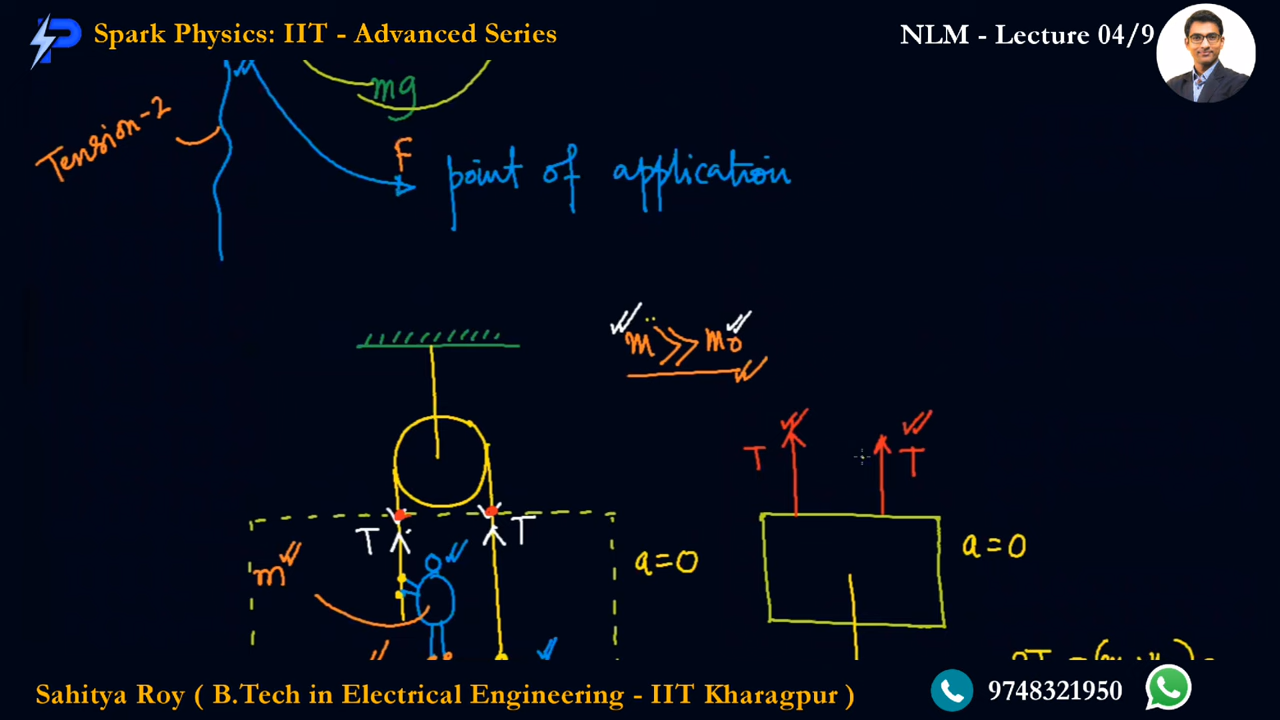 Spark Physics: IIT - Advanced Series
NLM - Lecture 04/9
mg
Tension-2
F
point of application
m >> m₀
T
T
T
T
m
a=0
a=0
Sahitya Roy ( B.Tech in Electrical Engineering - IIT Kharagpur )
9748321950